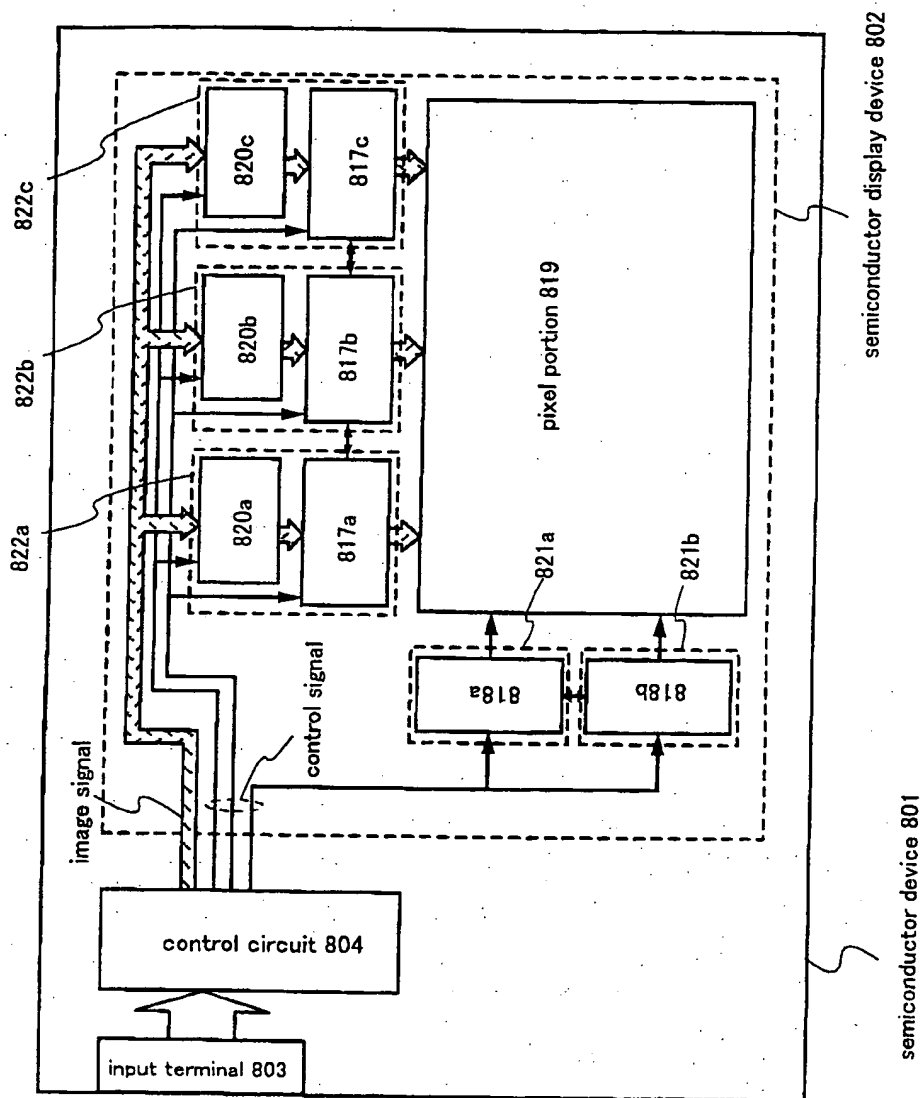 822c
822b
822a
820c
817c
820b
817b
820a
817a
pixel portion 819
821a
821b
818a
818b
image signal
control signal
control circuit 804
input terminal 803
semiconductor display device 802
semiconductor device 801